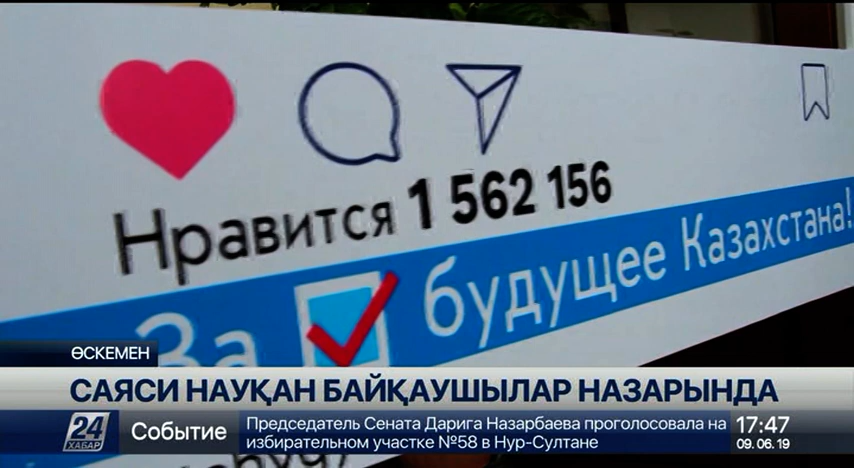 Нравится 1 562 156
За будущее Казахстана!
ӨСКЕМЕН
САЯСИ НАУҚАН БАЙҚАУШЫЛАР НАЗАРЫНДА
24
ХАБАР
Событие
Председатель Сената Дарига Назарбаева проголосовала на
избирательном участке №58 в Нур-Султане
17:47
09.06.19